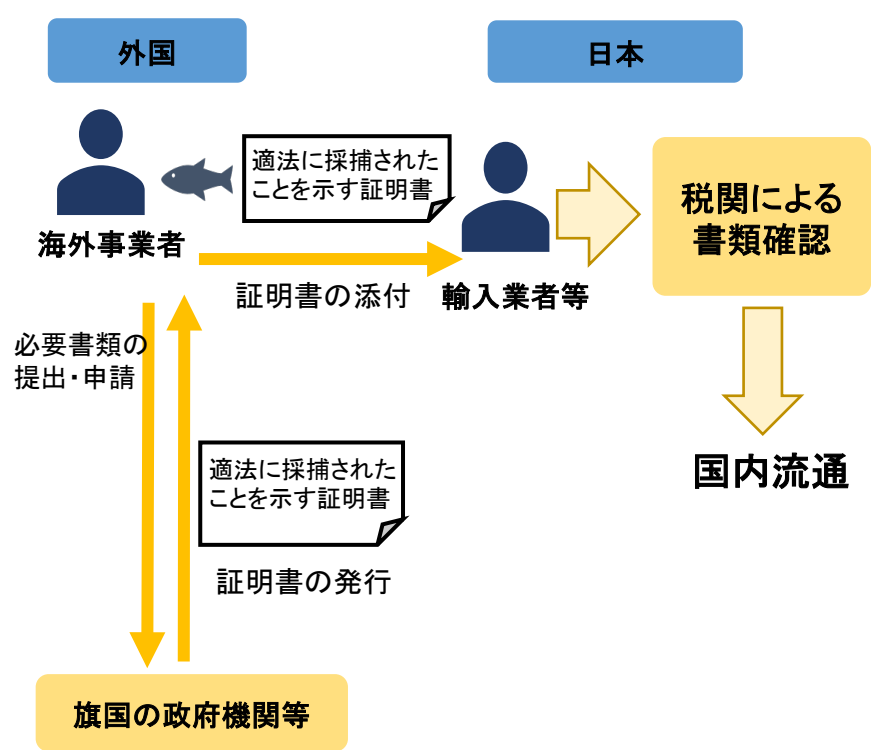 外国
日本
適法に採捕された
ことを示す証明書
税関による
書類確認
海外事業者
証明書の添付
輸入業者等
必要書類の
提出・申請
適法に採捕された
ことを示す証明書
国内流通
証明書の発行
旗国の政府機関等